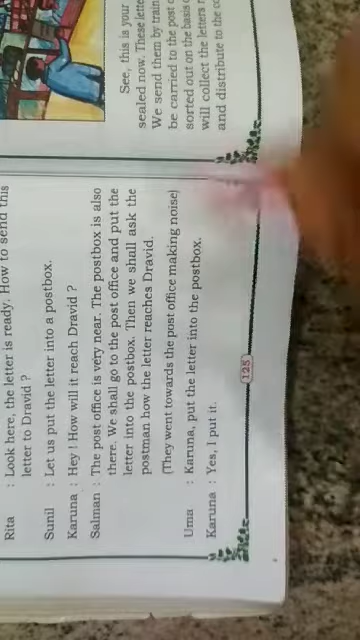 Rita : Look here, the letter is ready. How to send this
letter to Dravid ?
Sunil : Let us put the letter into a postbox.
Karuna : Hey ! How will it reach Dravid ?
Salman : The post office is very near. The postbox is also
there. We shall go to the post office and put the
letter into the postbox. Then we shall ask the
postman how the letter reaches Dravid.
(They went towards the post office making noise)
Uma : Karuna, put the letter into the postbox.
Karuna : Yes, I put it.
125
See, this is your
sealed now. These lette
We send them by train
be carried to the post o
sorted out on the basis o
will collect the letters
and distribute to the